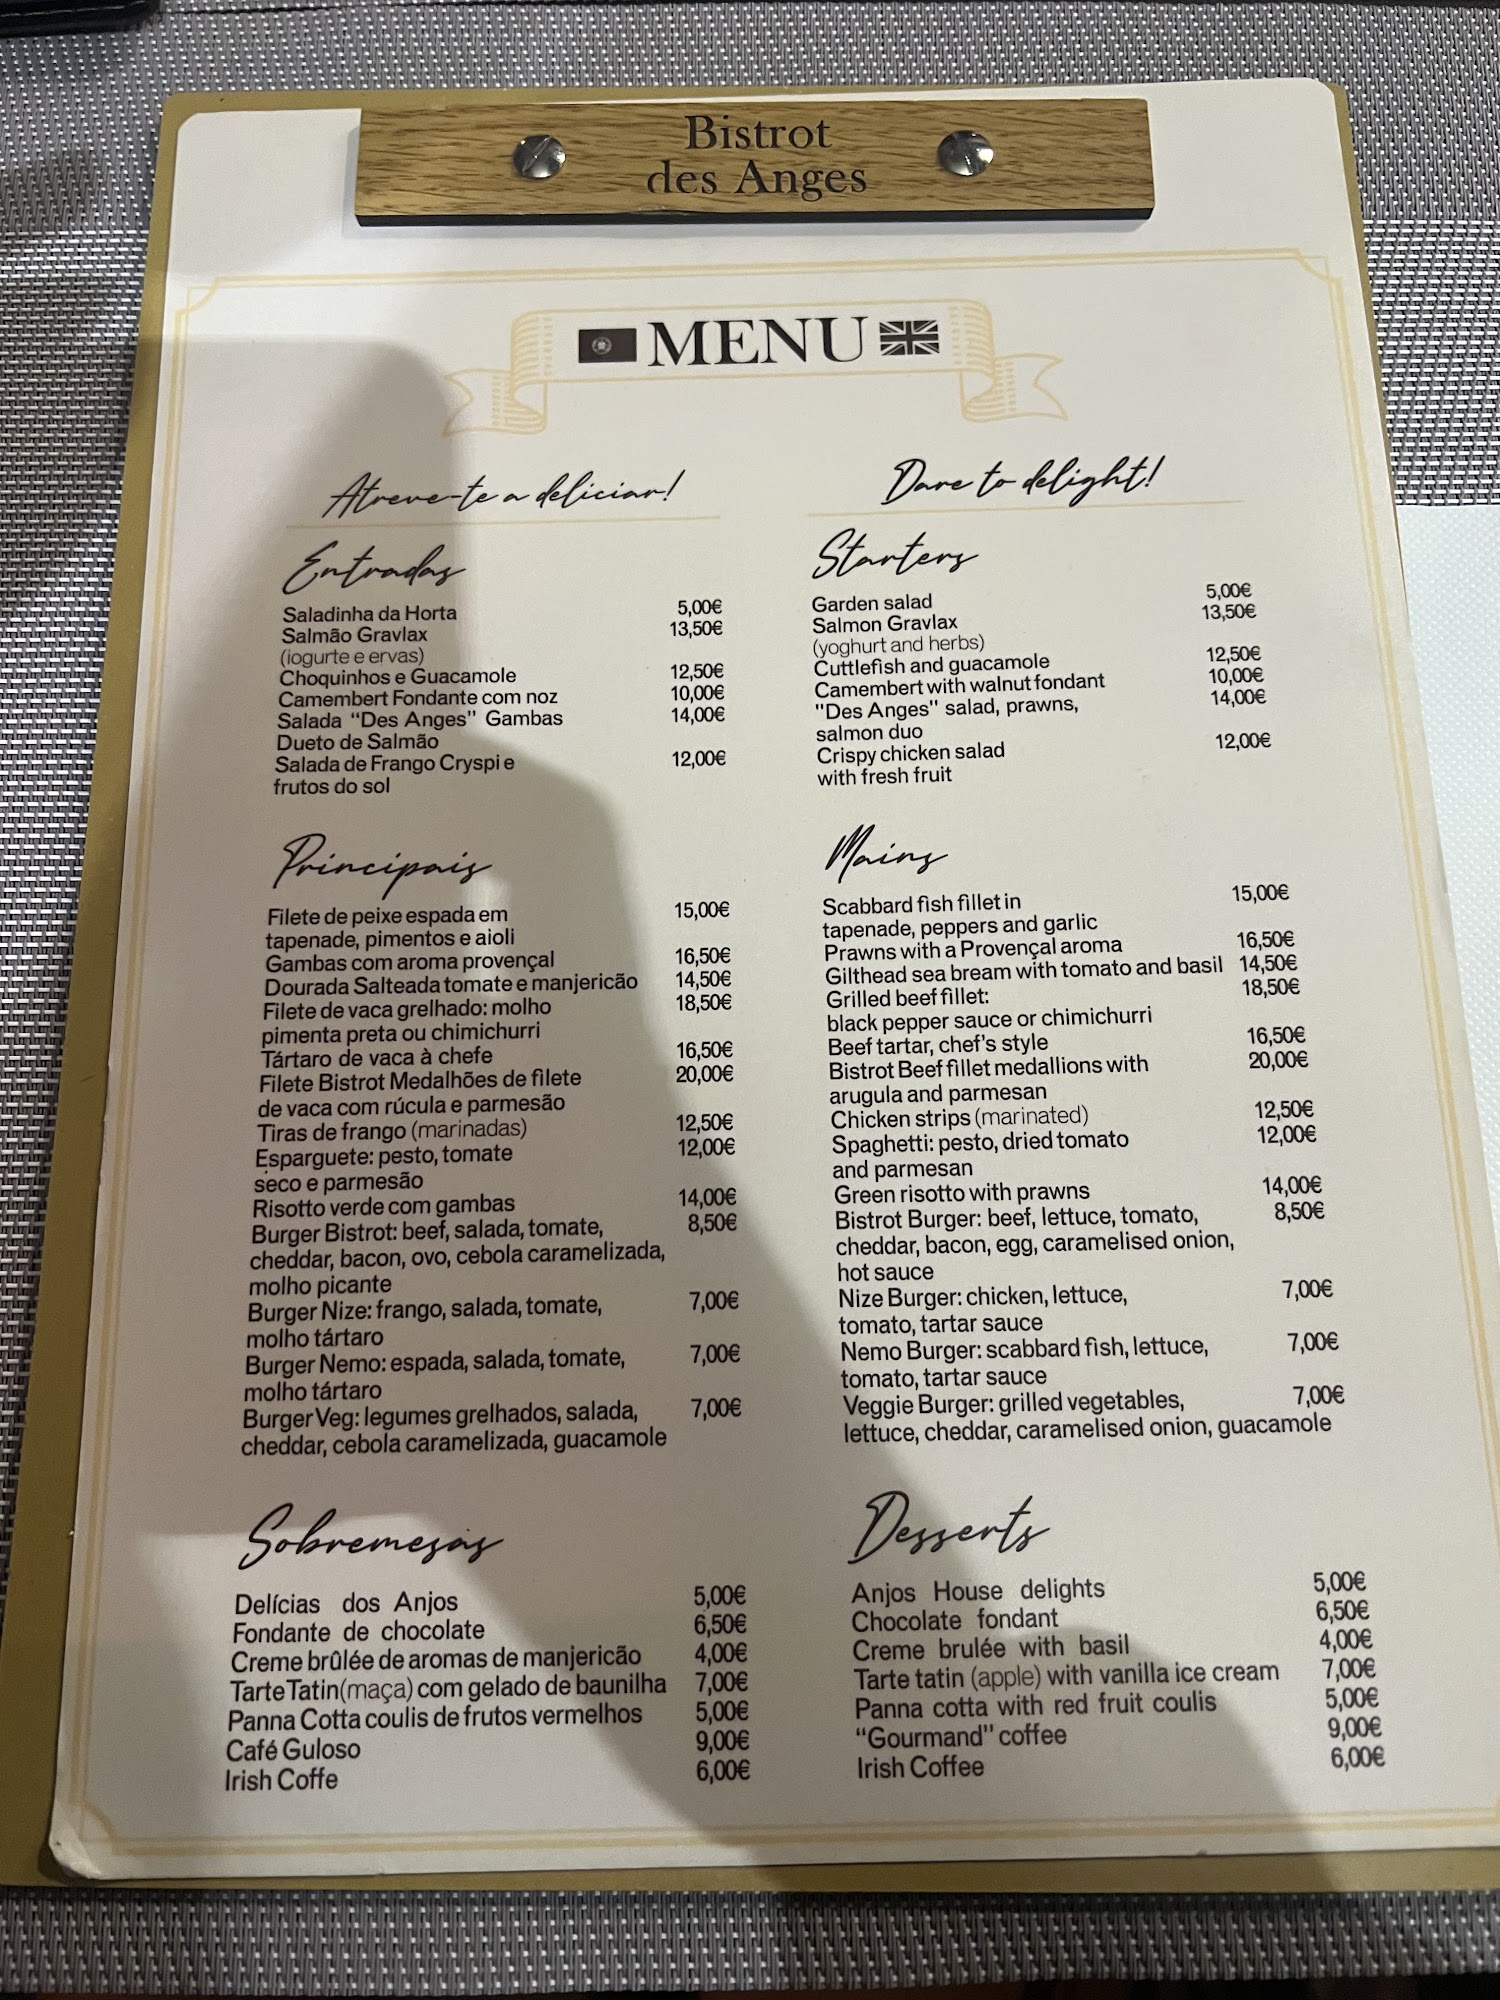 Bistrot
des Anges
MENU
Atreve-te a deliciar!
Entradas
Saladinha da Horta 5,00€
Salmão Gravlax 13,50€
(iogurte e ervas)
Choquinhos e Guacamole 12,50€
Camembert Fondante com noz 10,00€
Salada "Des Anges" Gambas 14,00€
Dueto de Salmão
Salada de Frango Cryspi e 12,00€
frutos do sol
Principais
Filete de peixe espada em 15,00€
tapenade, pimentos e aioli
Gambas com aroma provençal 16,50€
Dourada Salteada tomate e manjericão 14,50€
Filete de vaca grelhado: molho 18,50€
pimenta preta ou chimichurri
Tártaro de vaca à chefe 16,50€
Filete Bistrot Medalhões de filete 20,00€
de vaca com rúcula e parmesão
Tiras de frango (marinadas) 12,50€
Esparguete: pesto, tomate 12,00€
seco e parmesão
Risotto verde com gambas 14,00€
Burger Bistrot: beef, salada, tomate, 8,50€
cheddar, bacon, ovo, cebola caramelizada,
molho picante
Burger Nize: frango, salada, tomate, 7,00€
molho tártaro
Burger Nemo: espada, salada, tomate, 7,00€
molho tártaro
Burger Veg: legumes grelhados, salada, 7,00€
cheddar, cebola caramelizada, guacamole
Sobremesas
Delícias dos Anjos 5,00€
Fondante de chocolate 6,50€
Creme brûlée de aromas de manjericão 4,00€
Tarte Tatin (maça) com gelado de baunilha 7,00€
Panna Cotta coulis de frutos vermelhos 5,00€
Café Guloso 9,00€
Irish Coffe 6,00€
Dare to delight!
Starters
Garden salad 5,00€
Salmon Gravlax 13,50€
(yoghurt and herbs)
Cuttlefish and guacamole 12,50€
Camembert with walnut fondant 10,00€
"Des Anges" salad, prawns, 14,00€
salmon duo
Crispy chicken salad 12,00€
with fresh fruit
Mains
Scabbard fish fillet in 15,00€
tapenade, peppers and garlic
Prawns with a Provençal aroma 16,50€
Gilthead sea bream with tomato and basil 14,50€
Grilled beef fillet: 18,50€
black pepper sauce or chimichurri
Beef tartar, chef's style 16,50€
Bistrot Beef fillet medallions with 20,00€
arugula and parmesan
Chicken strips (marinated) 12,50€
Spaghetti: pesto, dried tomato 12,00€
and parmesan
Green risotto with prawns 14,00€
Bistrot Burger: beef, lettuce, tomato, 8,50€
cheddar, bacon, egg, caramelised onion,
hot sauce
Nize Burger: chicken, lettuce, 7,00€
tomato, tartar sauce
Nemo Burger: scabbard fish, lettuce, 7,00€
tomato, tartar sauce
Veggie Burger: grilled vegetables, 7,00€
lettuce, cheddar, caramelised onion, guacamole
Desserts
Anjos House delights 5,00€
Chocolate fondant 6,50€
Creme brulée with basil 4,00€
Tarte tatin (apple) with vanilla ice cream 7,00€
Panna cotta with red fruit coulis 5,00€
"Gourmand" coffee 9,00€
Irish Coffee 6,00€